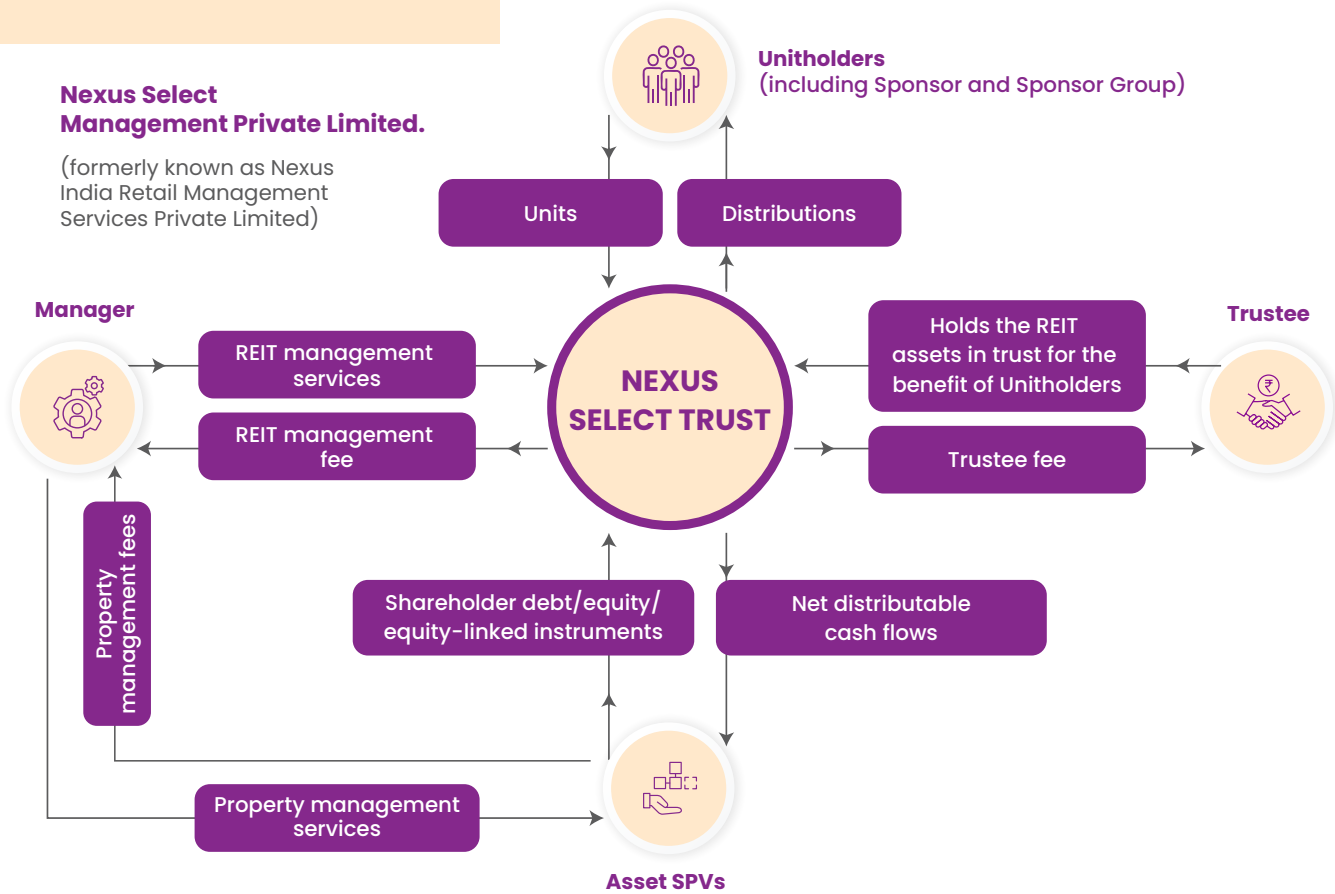 Unitholders
(including Sponsor and Sponsor Group)
Nexus Select
Management Private Limited.
(formerly known as Nexus
India Retail Management
Services Private Limited)
Units
Distributions
Manager
REIT management
services
REIT management
fee
NEXUS
SELECT TRUST
Holds the REIT
assets in trust for the
benefit of Unitholders
Trustee
₹
Trustee fee
Property
management fees
Shareholder debt/equity/
equity-linked instruments
Net distributable
cash flows
Property management
services
Asset SPVs